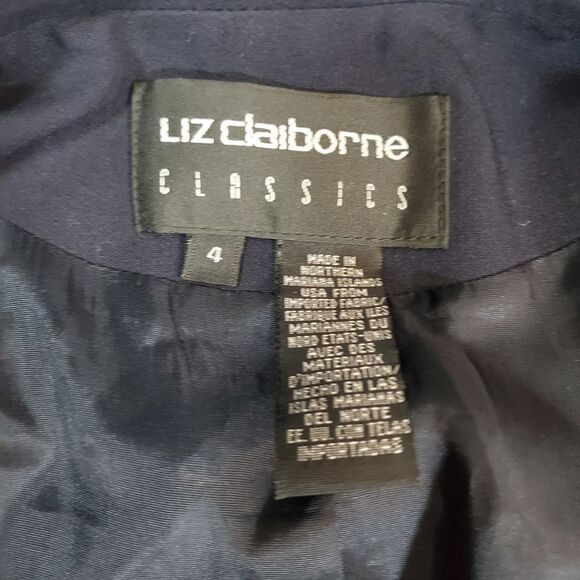 Liz claiborne
CLASSICS
4
MADE IN
NORTHERN
MARIANA ISLANDS
USA FROM
IMPORTED FABRIC/
FABRIQUE AUX ILES
MARIANNES DU
NORD ETATS-UNIS
AVEC DES
MATERIAUX
D'IMPORTATION/
HECHO EN LAS
ISLAS MARIANAS
DEL NORTE
EE. UU. CON TELAS
IMPORTADAS